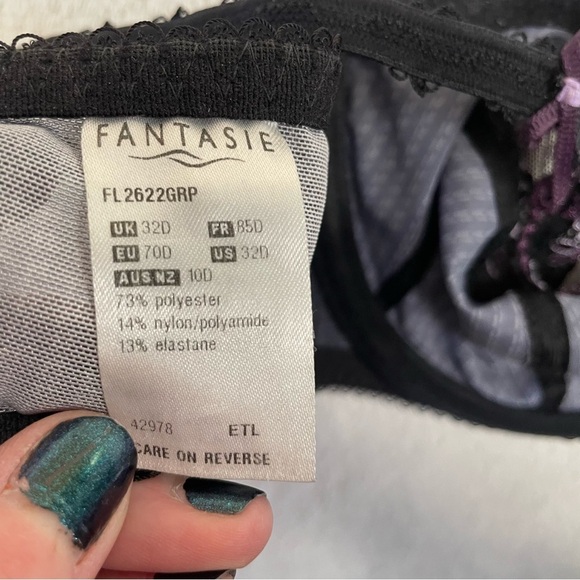 FANTASIE
FL2622GRP
UK 32D FR 85D
EU 70D US 32D
AUS NZ 10D
73% polyester
14% nylon/polyamide
13% elastane
42978 ETL
CARE ON REVERSE